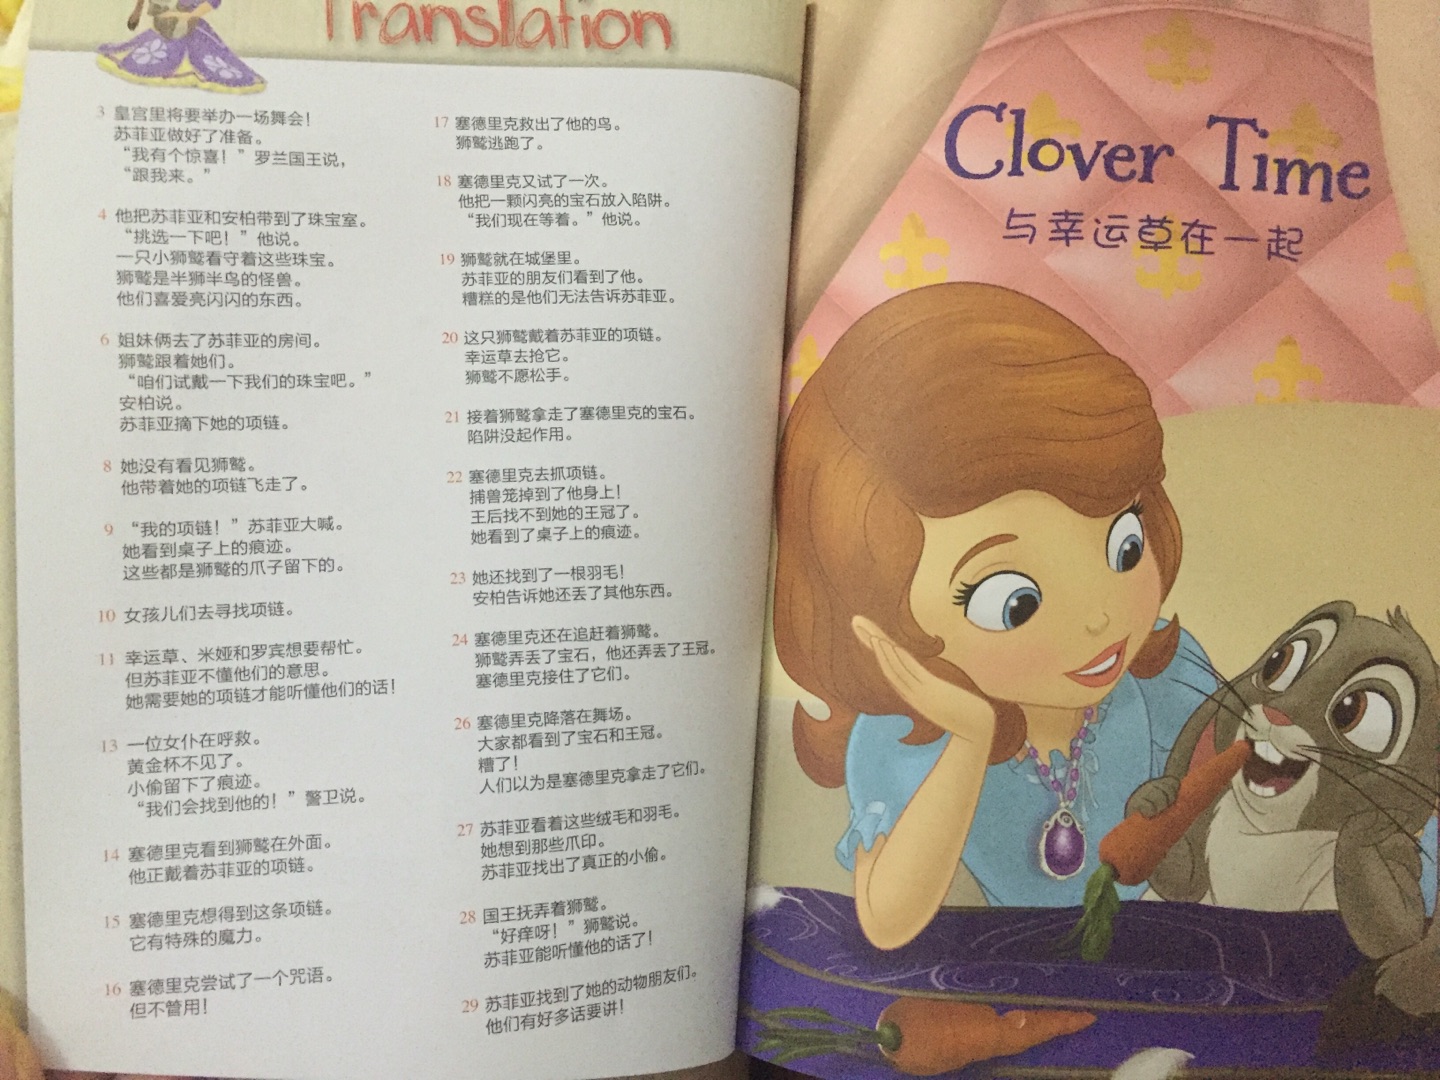 Translation
3 皇宫里将要举办一场舞会！
苏菲亚做好了准备。
“我有个惊喜！”罗兰国王说，
“跟我来。”
4 他把苏菲亚和安柏带到了珠宝室。
“挑选一下吧！”他说。
一只小狮鹫看守着这些珠宝。
狮鹫是半狮半鸟的怪兽。
他们喜爱亮闪闪的东西。
6 姐妹俩去了苏菲亚的房间。
狮鹫跟着她们。
“咱们试戴一下我们的珠宝吧。”
安柏说。
苏菲亚摘下她的项链。
8 她没有看见狮鹫。
他带着她的项链飞走了。
9 “我的项链！”苏菲亚大喊。
她看到桌子上的痕迹。
这些都是狮鹫的爪子留下的。
10 女孩儿们去寻找项链。
11 幸运草、米娅和罗宾想要帮忙。
但苏菲亚不懂他们的意思。
她需要她的项链才能听懂他们的话！
13 一位女仆在呼救。
黄金杯不见了。
小偷留下了痕迹。
“我们会找到他的！”警卫说。
14 塞德里克看到狮鹫在外面。
他正戴着苏菲亚的项链。
15 塞德里克想得到这条项链。
它有特殊的魔力。
16 塞德里克尝试了一个咒语。
但不管用！
17 塞德里克救出了他的鸟。
狮鹫逃跑了。
18 塞德里克又试了一次。
他把一颗闪亮的宝石放入陷阱。
“我们现在等着。”他说。
19 狮鹫就在城堡里。
苏菲亚的朋友们看到了他。
糟糕的是他们无法告诉苏菲亚。
20 这只狮鹫戴着苏菲亚的项链。
幸运草去抢它。
狮鹫不愿松手。
21 接着狮鹫拿走了塞德里克的宝石。
陷阱没起作用。
22 塞德里克去抓项链。
捕兽笼掉到了他身上！
王后找不到她的王冠了。
她看到了桌子上的痕迹。
23 她还找到了一根羽毛！
安柏告诉她还丢了其他东西。
24 塞德里克还在追赶着狮鹫。
狮鹫弄丢了宝石，他还弄丢了王冠。
塞德里克接住了它们。
26 塞德里克降落在舞场。
大家都看到了宝石和王冠。
糟了！
人们以为是塞德里克拿走了它们。
27 苏菲亚看着这些绒毛和羽毛。
她想到那些爪印。
苏菲亚找出了真正的小偷。
28 国王抚弄着狮鹫。
“好痒呀！”狮鹫说。
苏菲亚能听懂他的话了！
29 苏菲亚找到了她的动物朋友们。
他们有好多话要讲！
Clover Time
与幸运草在一起